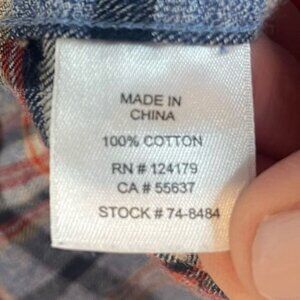 MADE IN
CHINA
100% COTTON
RN # 124179
CA # 55637
STOCK # 74-8484